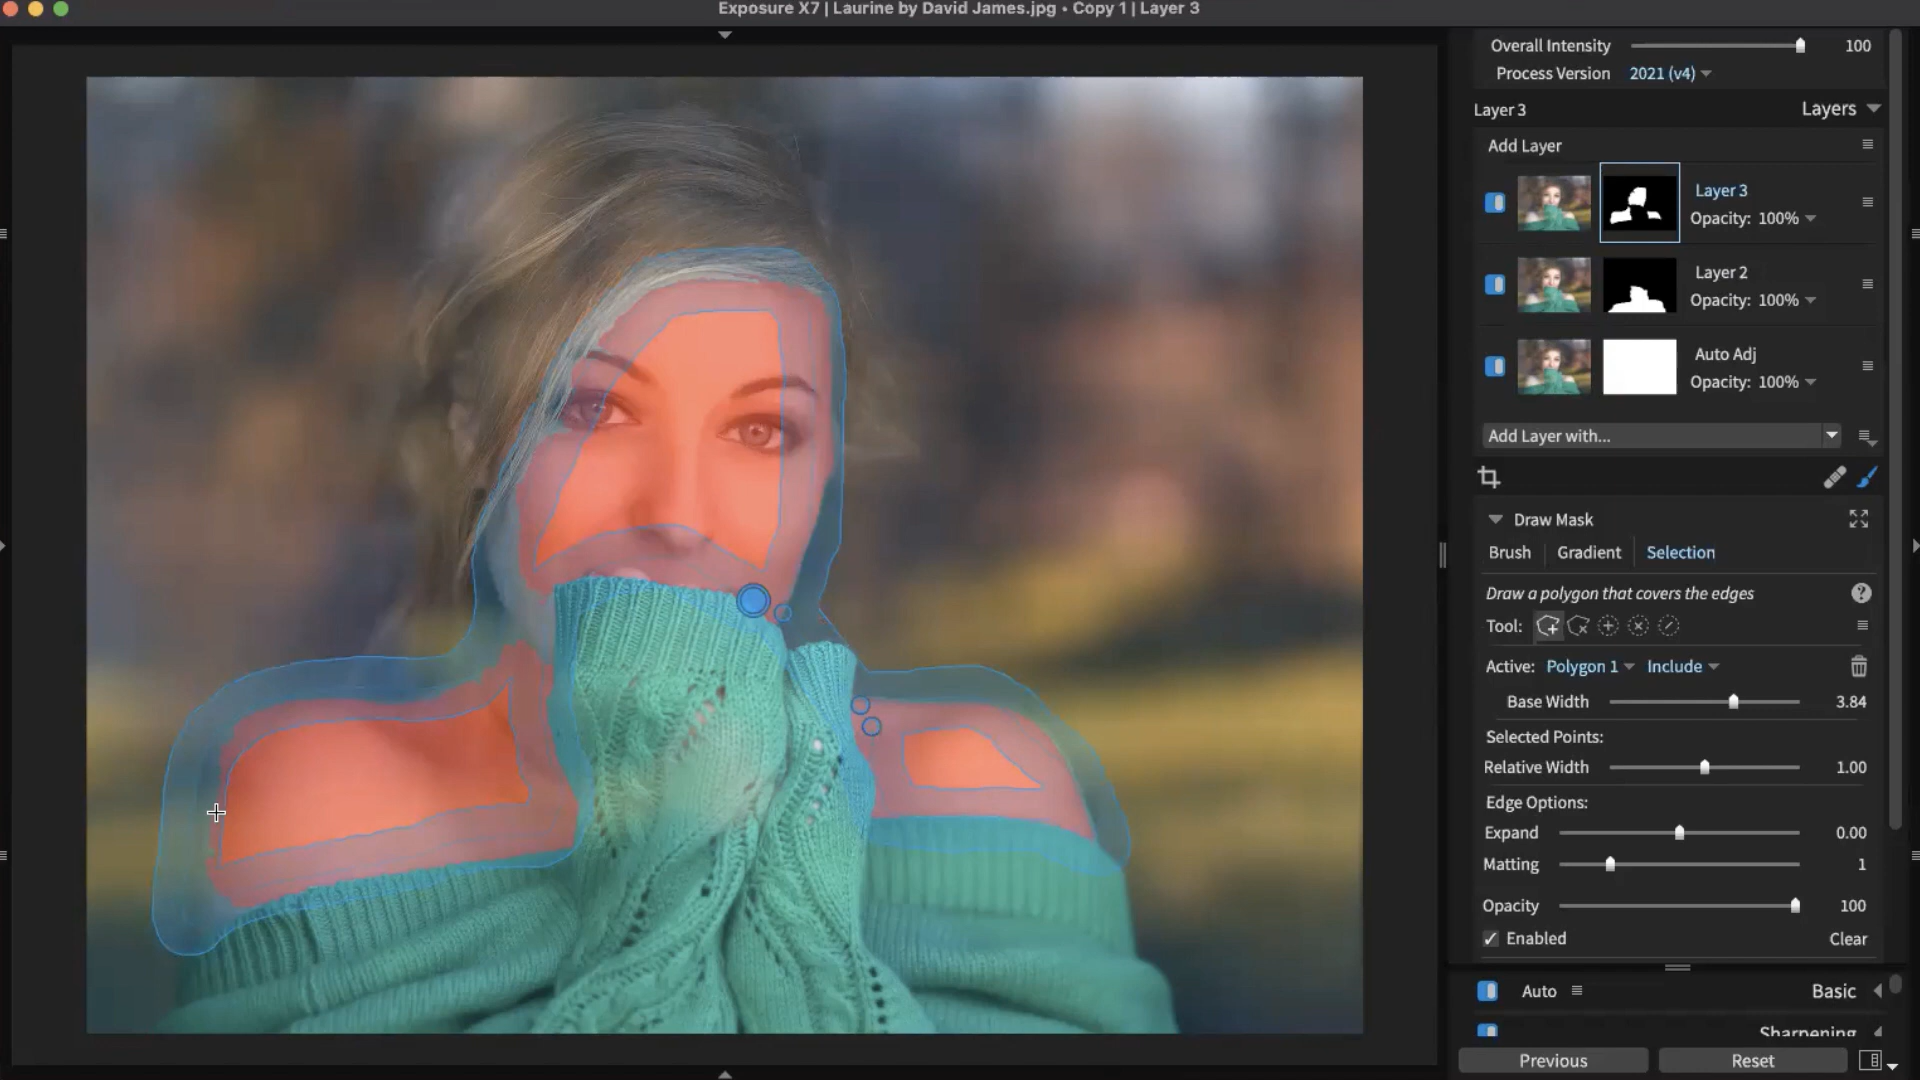 Exposure X7 | Laurine by David James.jpg • Copy 1 | Layer 3
Overall Intensity 100
Process Version 2021 (v4)
Layer 3 Layers
Add Layer
Layer 3
Opacity: 100%
Layer 2
Opacity: 100%
Auto Adj
Opacity: 100%
Add Layer with...
Draw Mask
Brush Gradient Selection
Draw a polygon that covers the edges ?
Tool:
Active: Polygon 1 Include
Base Width 3.84
Selected Points:
Relative Width 1.00
Edge Options:
Expand 0.00
Matting 1
Opacity 100
Enabled Clear
Auto Basic
Sharpening
Previous Reset